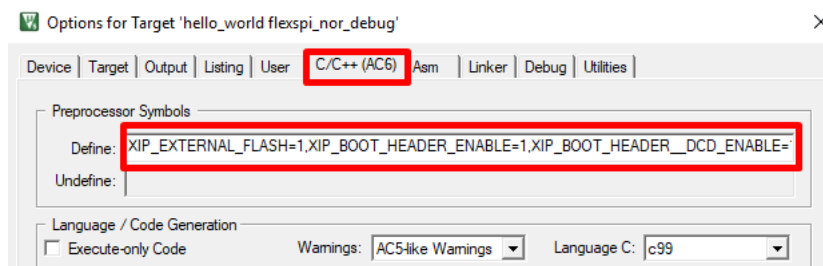 Options for Target 'hello_world flexspi_nor_debug'
Device Target Output Listing User C/C++ (AC6) Asm Linker Debug Utilities
Preprocessor Symbols
Define: XIP_EXTERNAL_FLASH=1,XIP_BOOT_HEADER_ENABLE=1,XIP_BOOT_HEADER__DCD_ENABLE=
Undefine:
Language / Code Generation
Execute-only Code Warnings: AC5-like Warnings Language C: c99